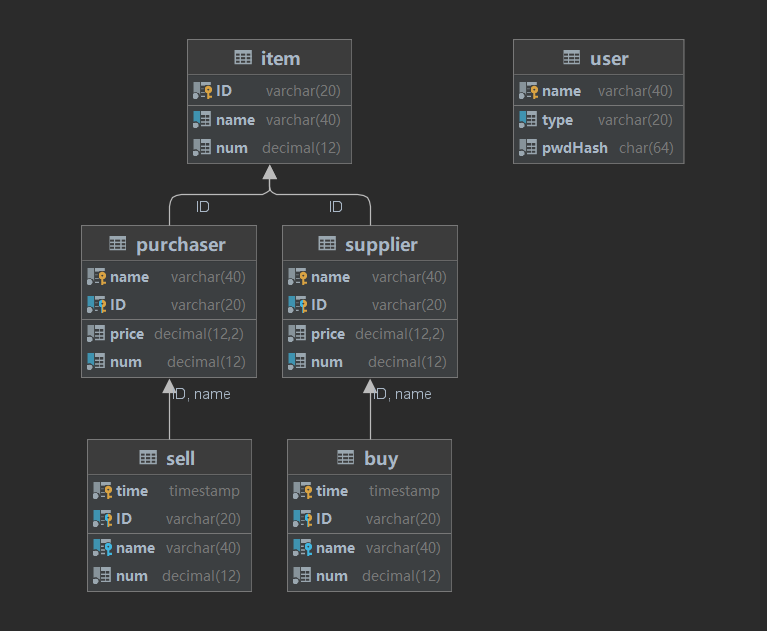 item
ID varchar(20)
name varchar(40)
num decimal(12)
user
name varchar(40)
type varchar(20)
pwdHash char(64)
ID
ID
purchaser
name varchar(40)
ID varchar(20)
price decimal(12,2)
num decimal(12)
supplier
name varchar(40)
ID varchar(20)
price decimal(12,2)
num decimal(12)
ID, name
ID, name
sell
time timestamp
ID varchar(20)
name varchar(40)
num decimal(12)
buy
time timestamp
ID varchar(20)
name varchar(40)
num decimal(12)